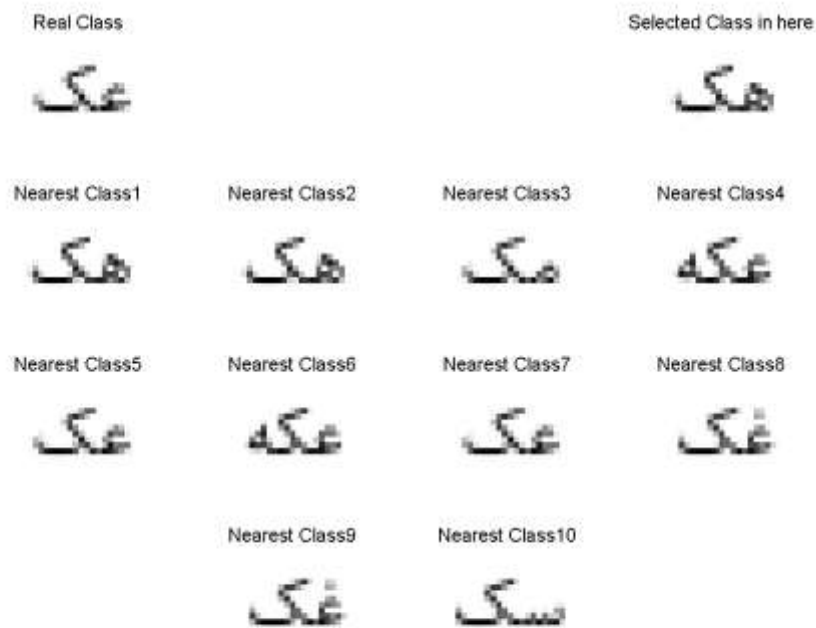 Real Class Selected Class in here
عک هک
Nearest Class1 Nearest Class2 Nearest Class3 Nearest Class4
هک هک عکه
Nearest Class5 Nearest Class6 Nearest Class7 Nearest Class8
عک عکه عک غک
Nearest Class9 Nearest Class10
غک سک